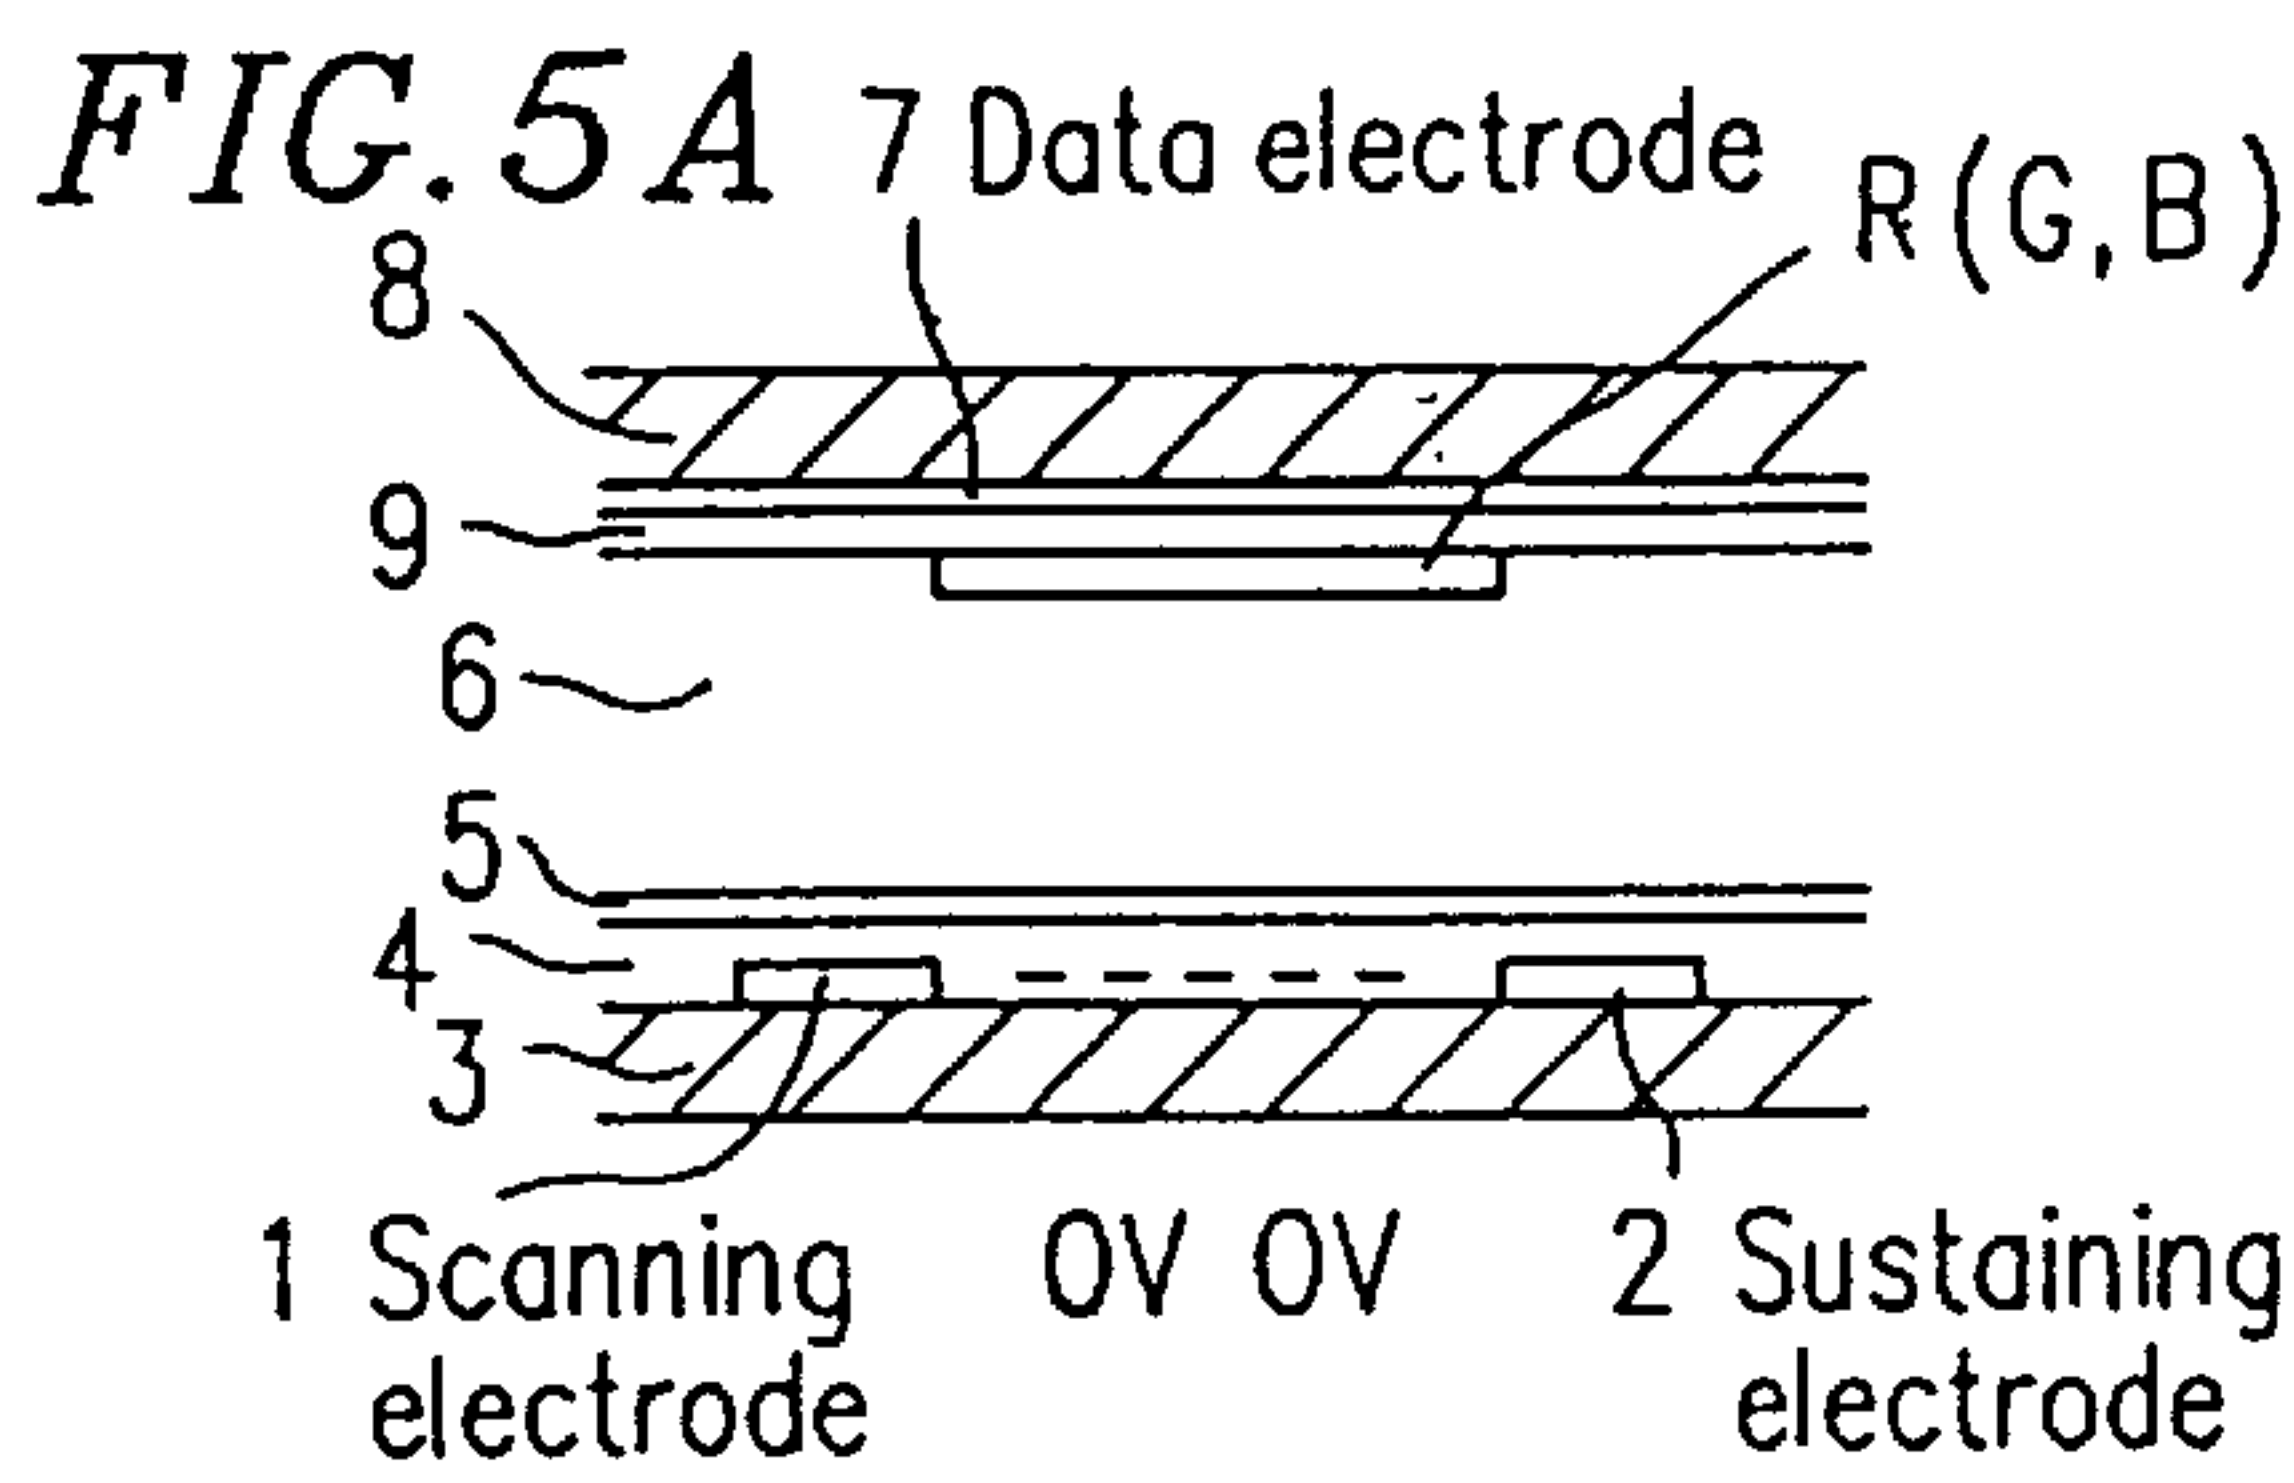 FIG. 5A
7 Data electrode
R(G,B)
8
9
6
5
4
3
1 Scanning electrode
0V 0V
2 Sustaining electrode